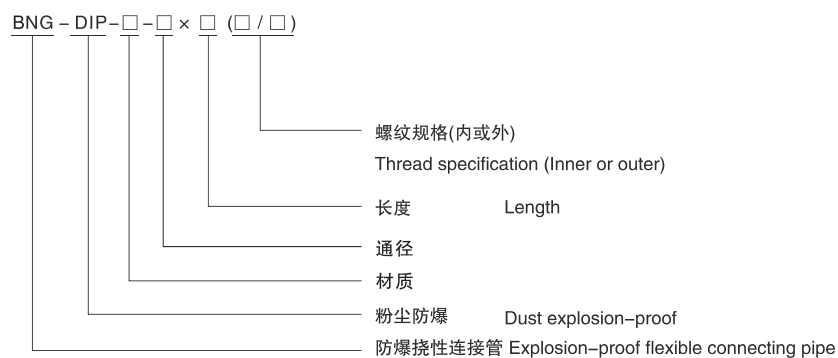 BNG – DIP – □ – □ × □ (□ / □)
螺纹规格(内或外)
Thread specification (Inner or outer)
长度 Length
通径
材质
粉尘防爆 Dust explosion–proof
防爆挠性连接管 Explosion–proof flexible connecting pipe